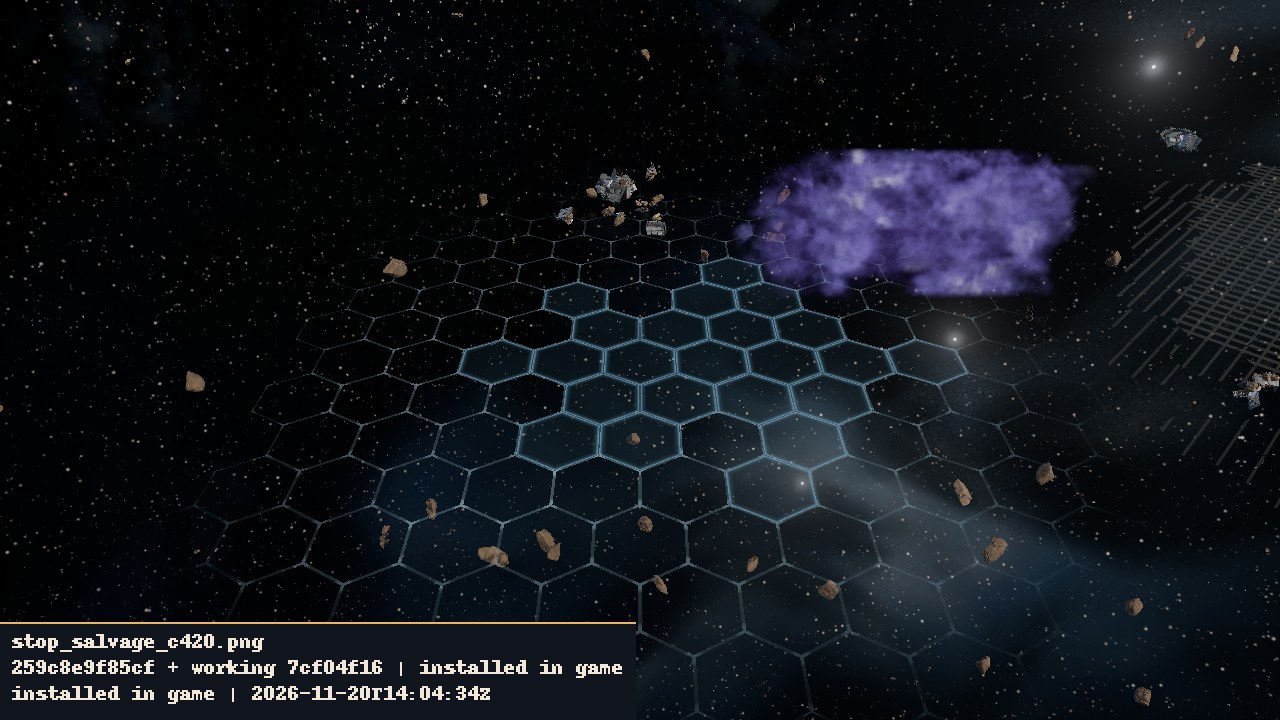 stop_salvage_c420.png
259c8e9f85cf + working 7cf04f16 | installed in game
installed in game | 2026-11-20T14:04:34Z